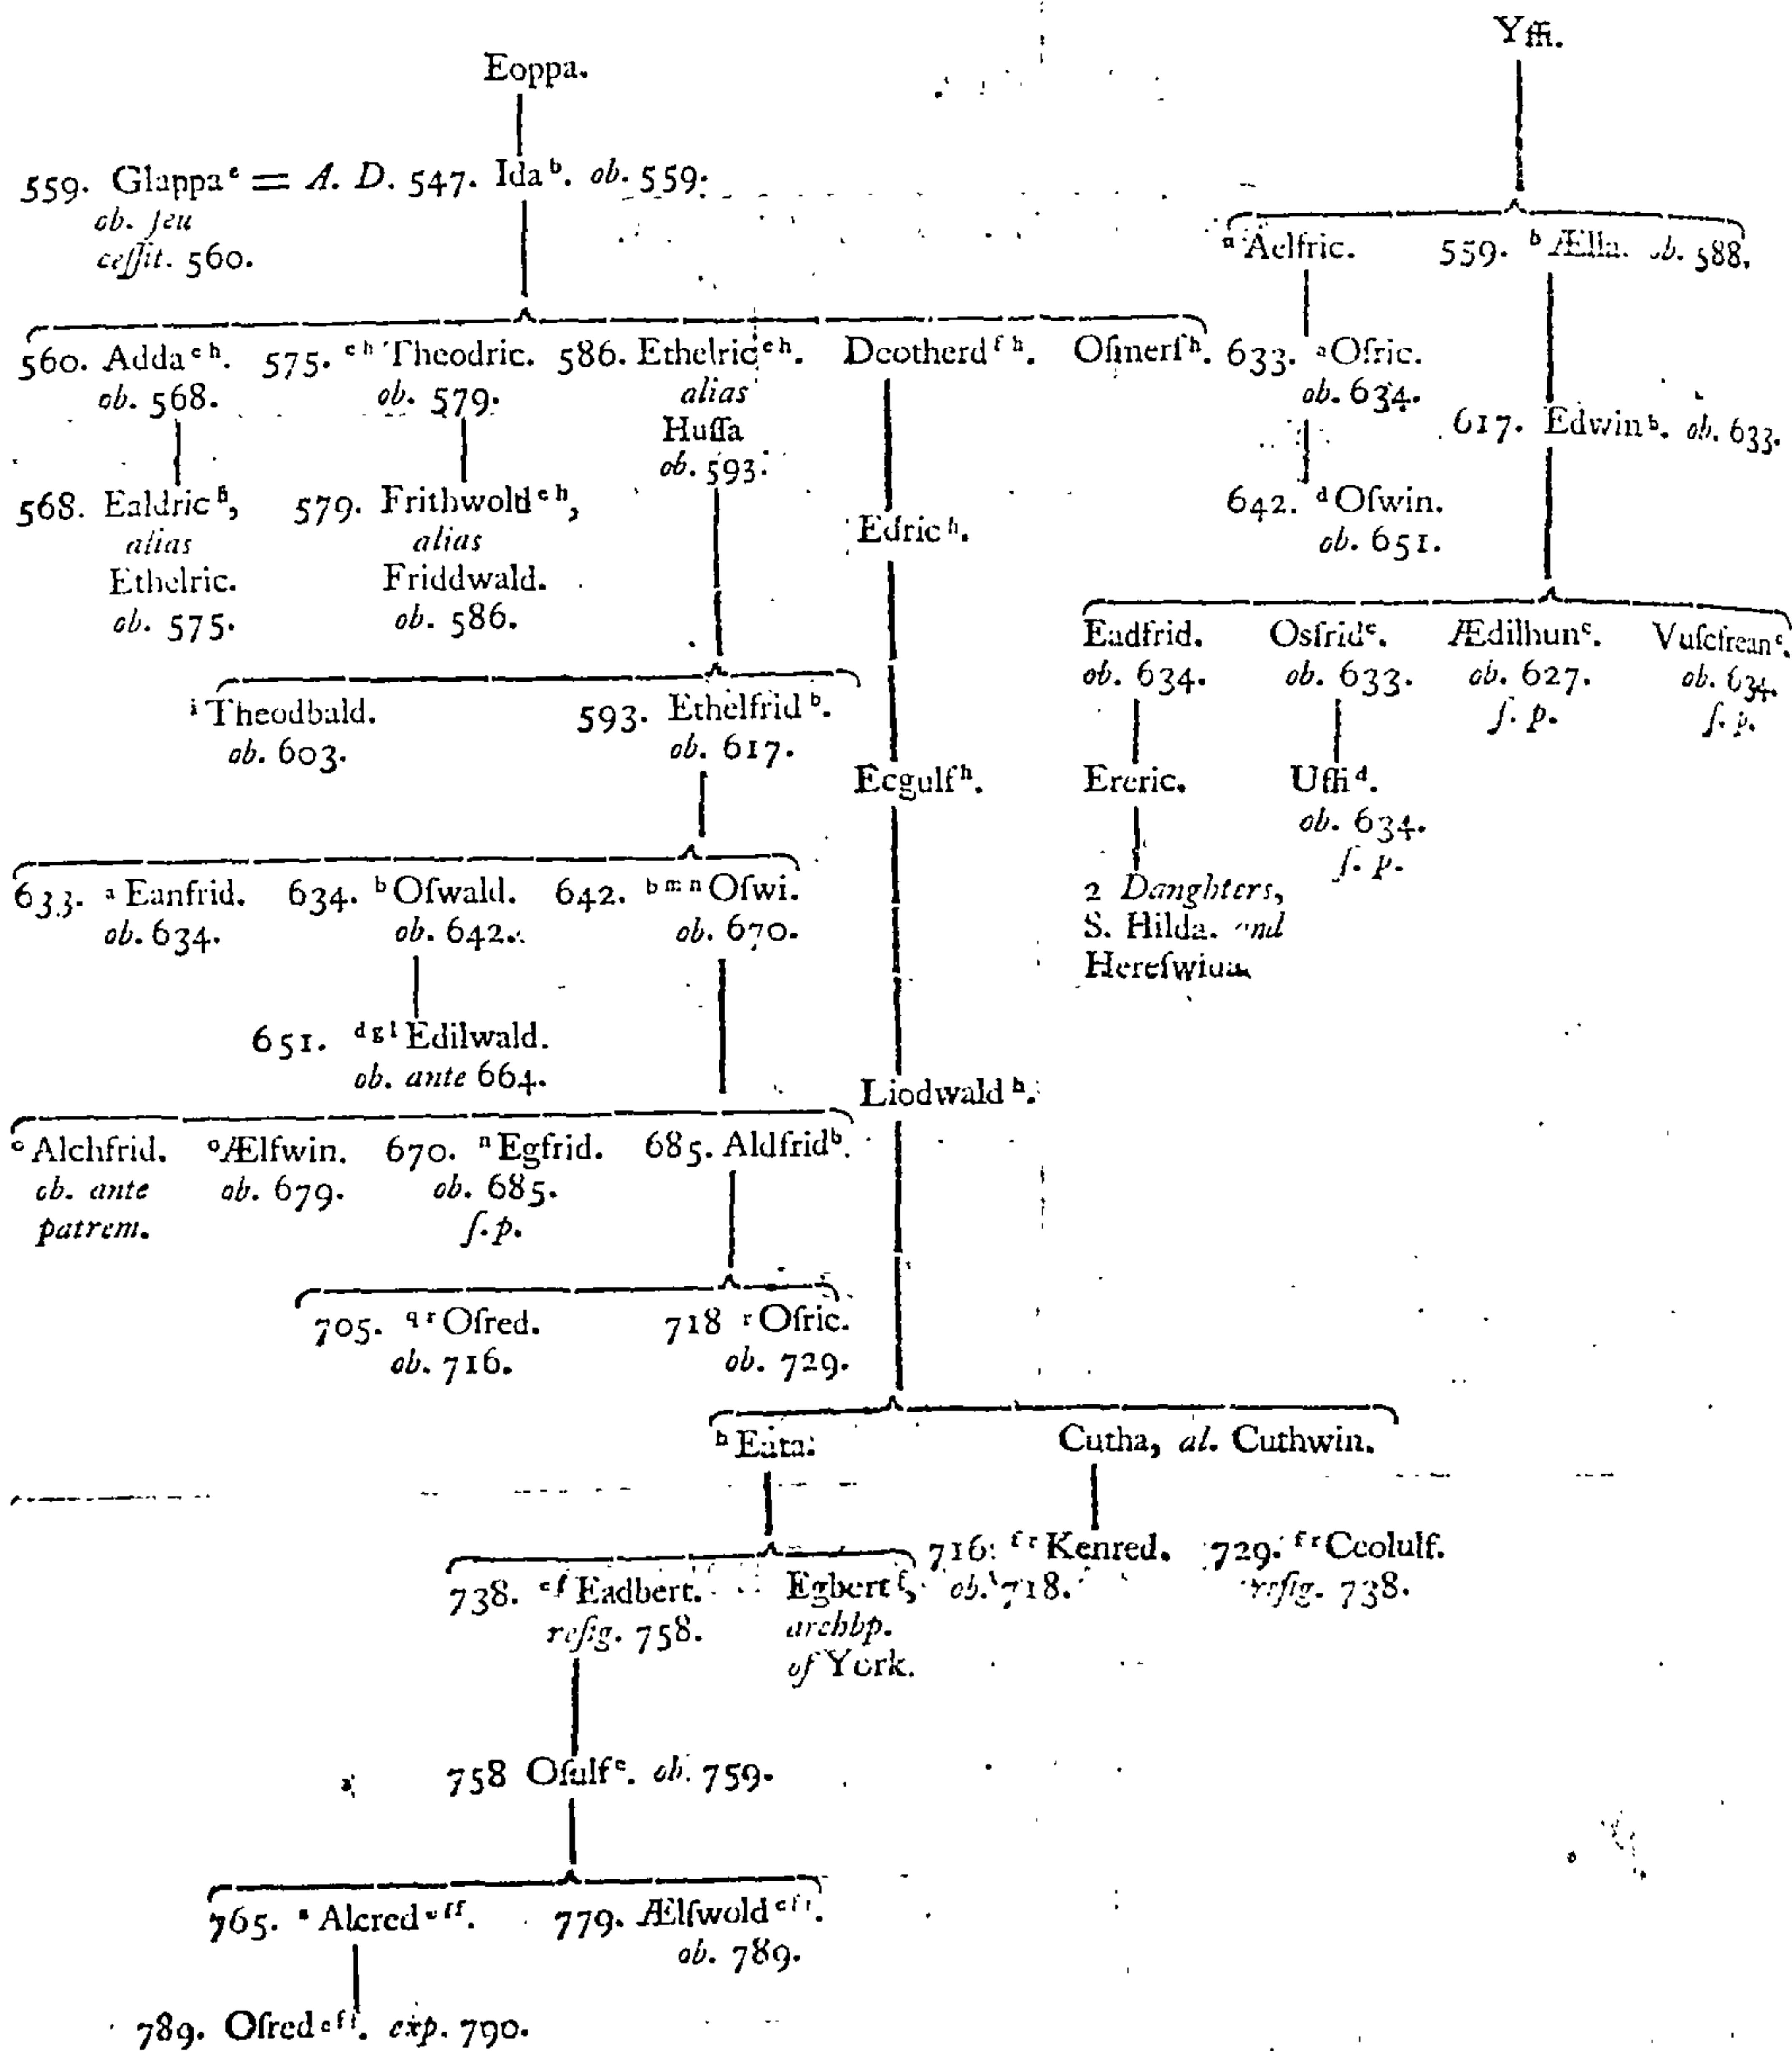 Yſſi.
Eoppa.
559. Glappa ᵉ = A. D. 547. Ida ᵇ. ob. 559.
ob. ſeu
ceſſit. 560.
ᵃ Aelfric. 559. ᵇ Ælla. ob. 588.
560. Adda ᵉ ʰ. 575. ᵉ ʰ Theodric. 586. Ethelric ᵉ ʰ. Deotherd ᶠ ʰ. Oſmerſ ʰ. 633. ᵃ Oſric.
ob. 568. ob. 579. alias ob. 634.
Huſſa 617. Edwin ᵇ. ob. 633.
ob. 593.
568. Ealdric ᵍ, 579. Frithwold ᵉ ʰ, Edric ʰ. 642. ᵈ Oſwin.
alias alias ob. 651.
Ethelric. Friddwald.
ob. 575. ob. 586.
Eadfrid. Osfrid ᶜ. Ædilhun ᶜ. Vuſcfrean ᶜ.
ob. 634. ob. 633. ob. 627. ob. 634.
ſ. p. ſ. p.
ⁱ Theodbald. 593. Ethelfrid ᵇ.
ob. 603. ob. 617.
Ecgulf ʰ. Ereric. Uſſi ᵈ.
ob. 634.
ſ. p.
633. ᵃ Eanfrid. 634. ᵇ Oſwald. 642. ᵇ ᵐ ⁿ Oſwi. 2 Daughters,
ob. 634. ob. 642. ob. 670. S. Hilda. and
Hereſwiua
651. ᵈ ᵍ ˡ Edilwald.
ob. ante 664.
Liodwald ʰ.
ᶜ Alchfrid. ᵒ Ælfwin. 670. ⁿ Egfrid. 685. Aldfrid ᵇ.
ob. ante ob. 679. ob. 685.
patrem. ſ. p.
705. q ʳ Oſred. 718 ʳ Oſric.
ob. 716. ob. 729.
ʰ Eata. Cutha, al. Cuthwin.
716. ᶠ ʳ Kenred. 729. ᶠ ʳ Ceolulf.
738. ᵉ ᶠ Eadbert. Egbert ᶠ, ob. 718. reſig. 738.
reſig. 758. archbp.
of York.
758 Oſulf ᵉ. ob. 759.
765. Alcred. 779. Ælfwold.
ob. 789.
789. Oſred. exp. 790.